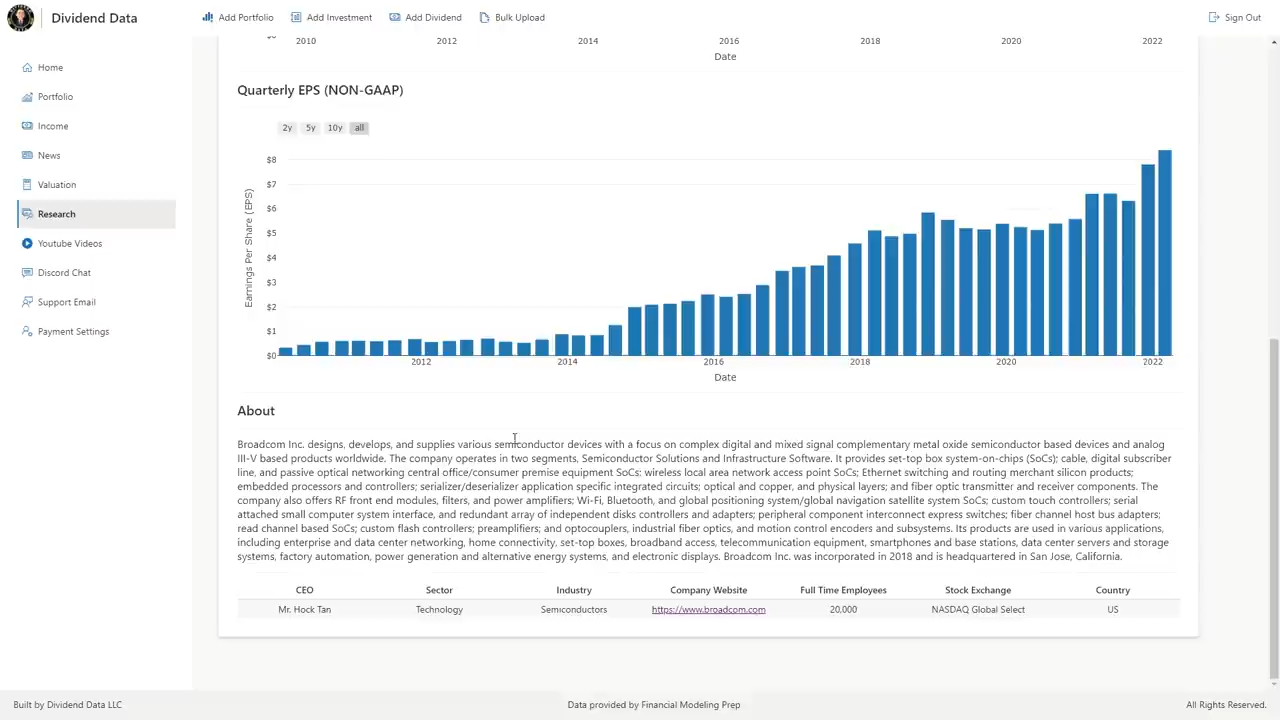 Dividend Data
Add Portfolio
Add Investment
Add Dividend
Bulk Upload
Sign Out
Home
Portfolio
Income
News
Valuation
Research
Youtube Videos
Discord Chat
Support Email
Payment Settings
2010 2012 2014 2016 2018 2020 2022
Date
Quarterly EPS (NON-GAAP)
2y 5y 10y all
Earnings Per Share (EPS)
$8
$7
$6
$5
$4
$3
$2
$1
$0
2012 2014 2016 2018 2020 2022
Date
About
Broadcom Inc. designs, develops, and supplies various semiconductor devices with a focus on complex digital and mixed signal complementary metal oxide semiconductor based devices and analog
III-V based products worldwide. The company operates in two segments, Semiconductor Solutions and Infrastructure Software. It provides set-top box system-on-chips (SoCs); cable, digital subscriber
line, and passive optical networking central office/consumer premise equipment SoCs; wireless local area network access point SoCs; Ethernet switching and routing merchant silicon products;
embedded processors and controllers; serializer/deserializer application specific integrated circuits; optical and copper, and physical layers; and fiber optic transmitter and receiver components. The
company also offers RF front end modules, filters, and power amplifiers; Wi-Fi, Bluetooth, and global positioning system/global navigation satellite system SoCs; custom touch controllers; serial
attached small computer system interface, and redundant array of independent disks controllers and adapters; peripheral component interconnect express switches; fiber channel host bus adapters;
read channel based SoCs; custom flash controllers; preamplifiers; and optocouplers, industrial fiber optics, and motion control encoders and subsystems. Its products are used in various applications,
including enterprise and data center networking, home connectivity, set-top boxes, broadband access, telecommunication equipment, smartphones and base stations, data center servers and storage
systems, factory automation, power generation and alternative energy systems, and electronic displays. Broadcom Inc. was incorporated in 2018 and is headquartered in San Jose, California.
CEO Sector Industry Company Website Full Time Employees Stock Exchange Country
Mr. Hock Tan Technology Semiconductors https://www.broadcom.com 20,000 NASDAQ Global Select US
Built by Dividend Data LLC
Data provided by Financial Modeling Prep
All Rights Reserved.